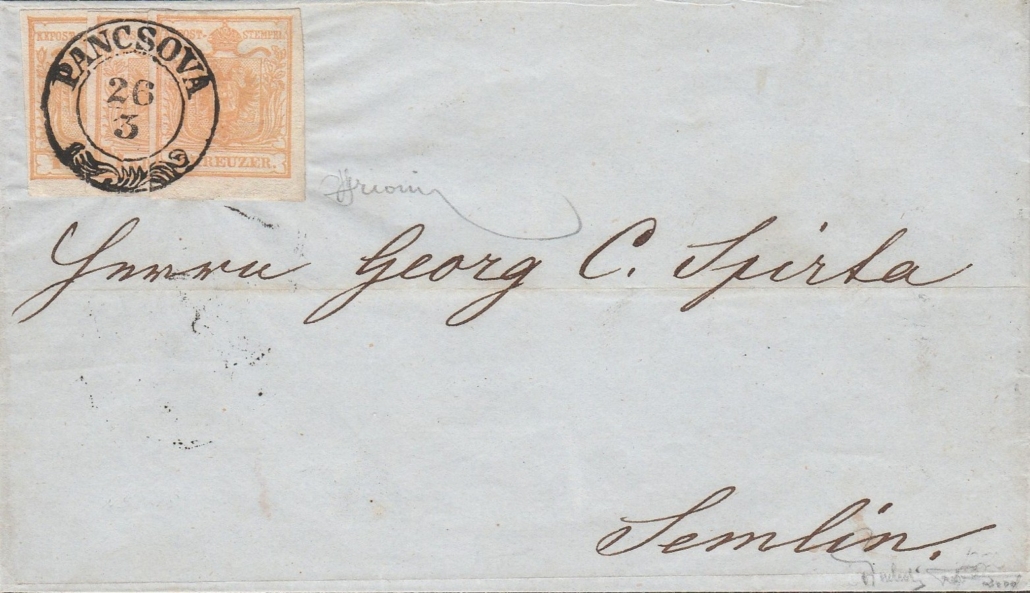 PANCSOVA
26
3
KREUZER.
Herrn Georg C. Spirta
Semlin.